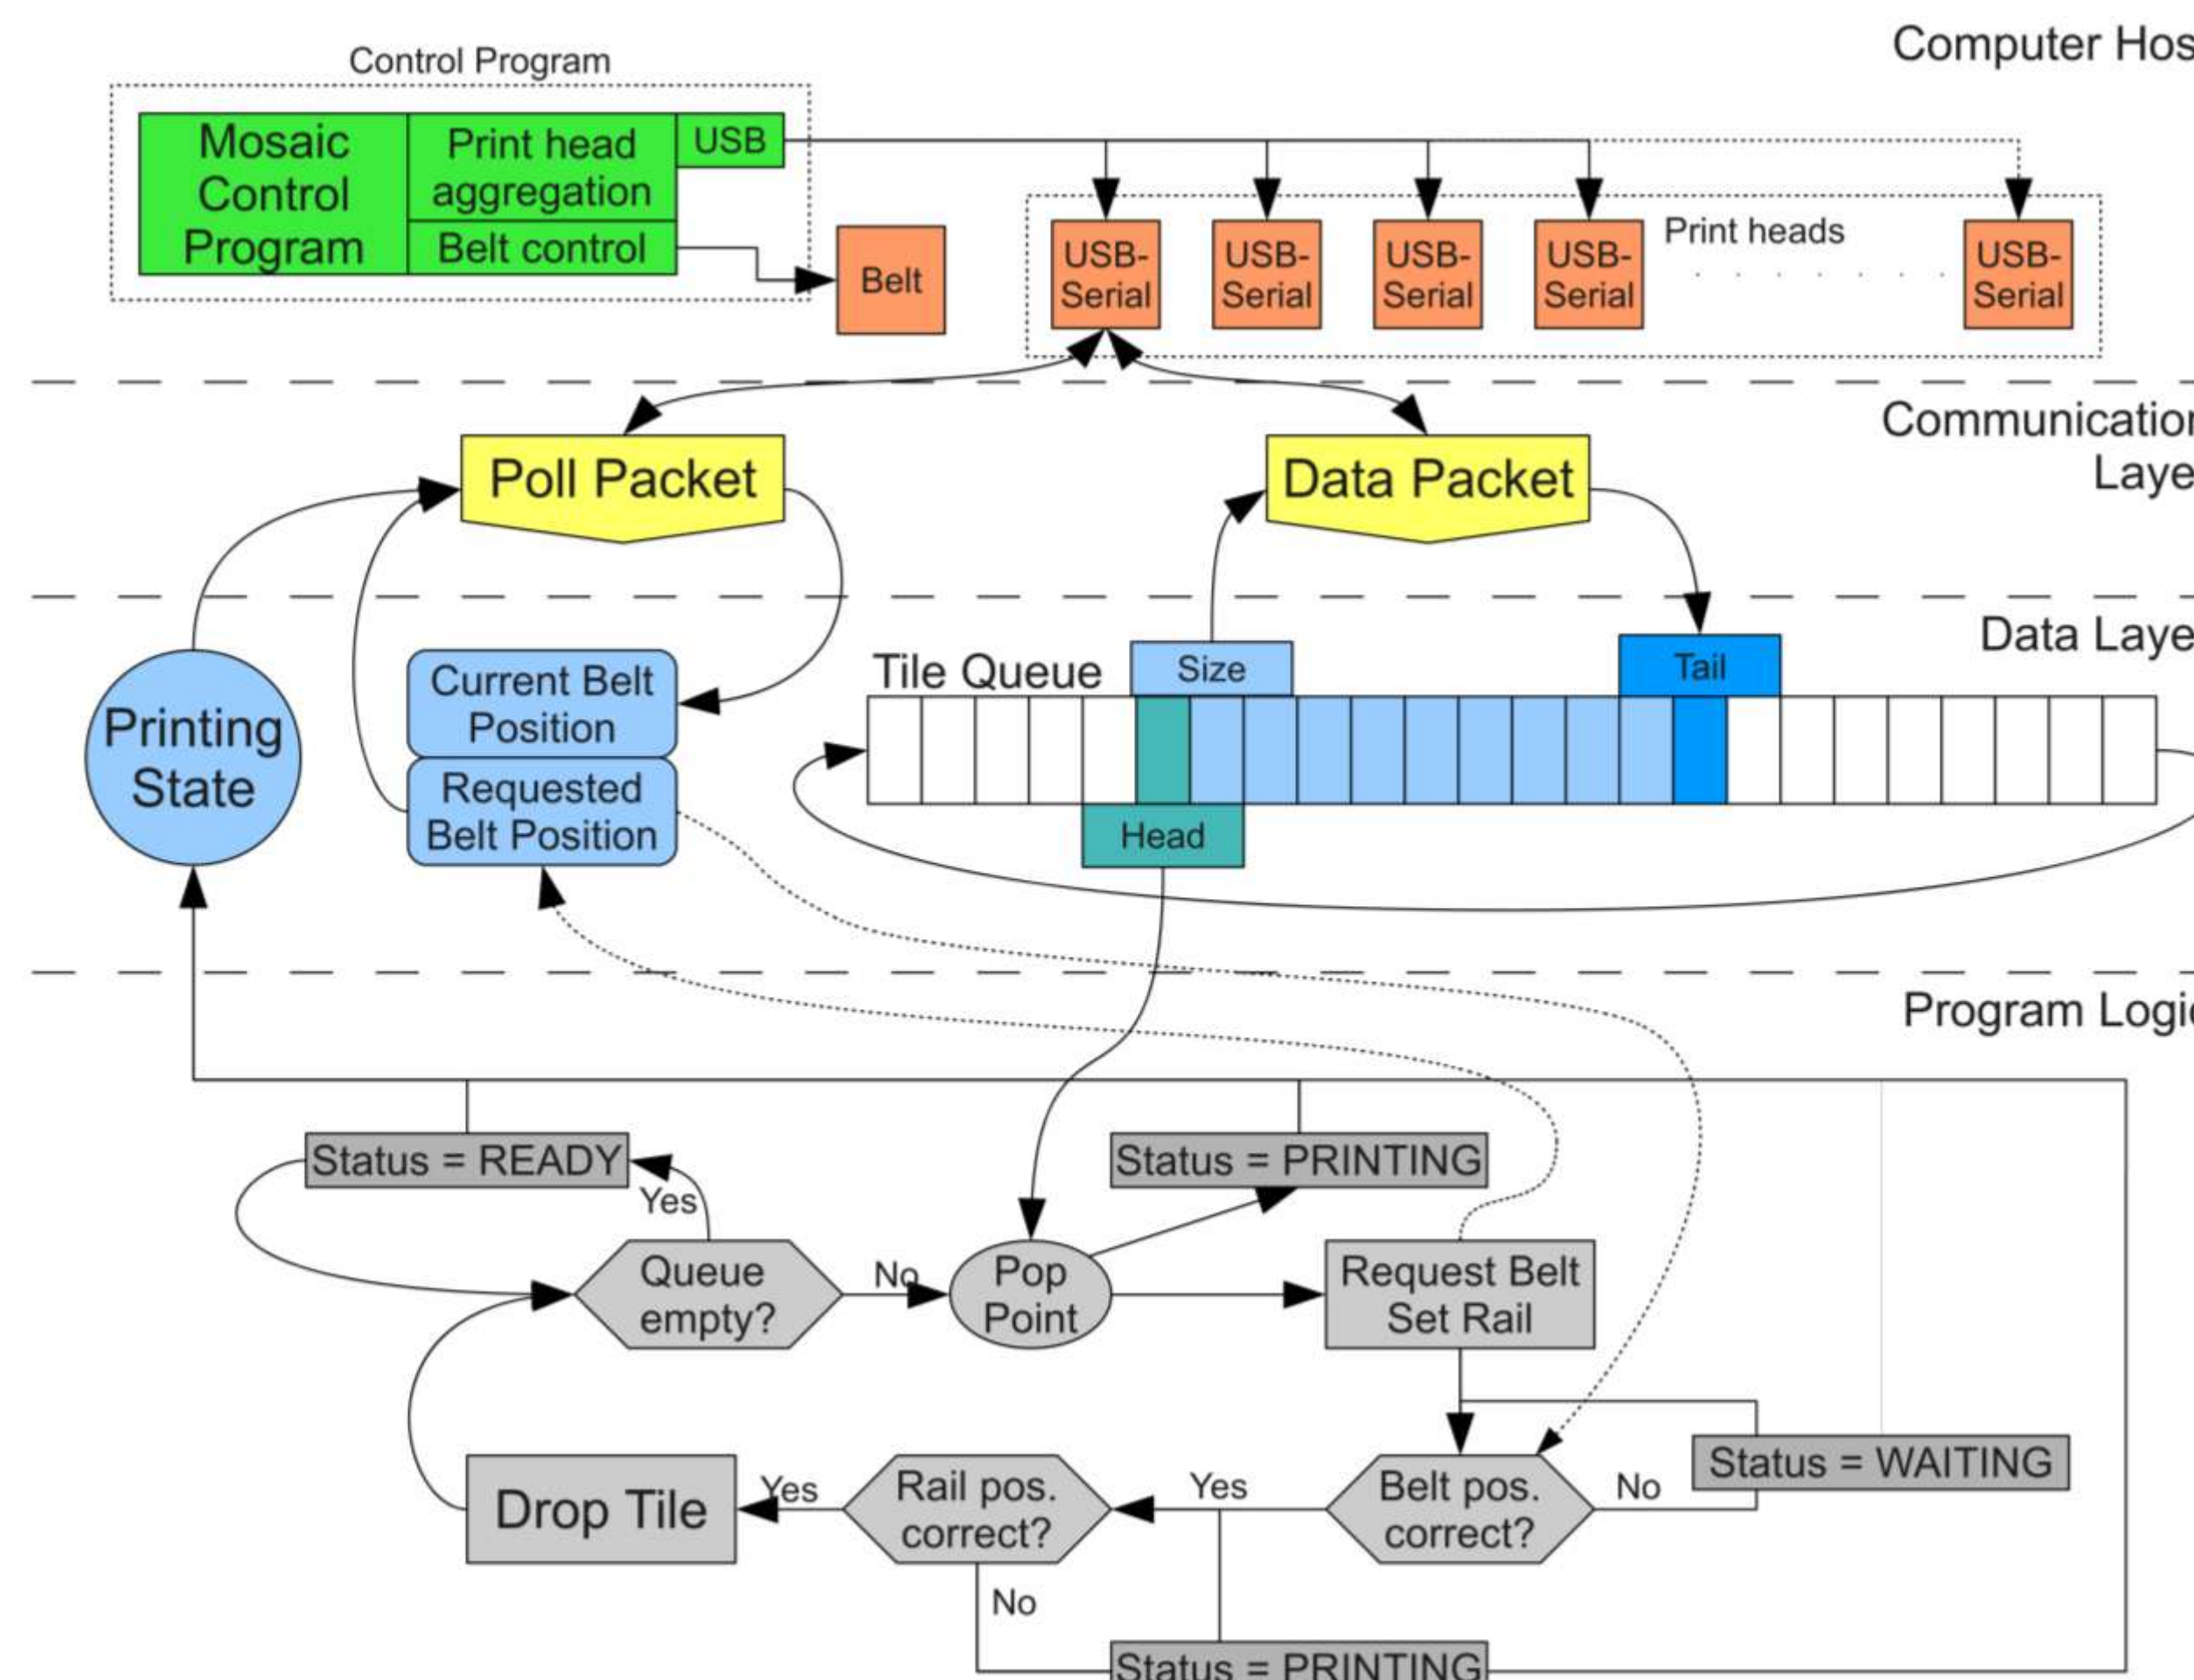 Computer Hos
Control Program
Mosaic
Control
Program
Print head
aggregation
USB
Belt control
Belt
USB-
Serial
USB-
Serial
USB-
Serial
USB-
Serial
Print heads
USB-
Serial
Communication
Laye
Poll Packet
Data Packet
Data Laye
Printing
State
Current Belt
Position
Requested
Belt Position
Tile Queue
Size
Tail
Head
Program Logic
Status = READY
Status = PRINTING
Yes
Queue
empty?
No
Pop
Point
Request Belt
Set Rail
Status = WAITING
Drop Tile
Yes
Rail pos.
correct?
Yes
Belt pos.
correct?
No
No
Status = PRINTING